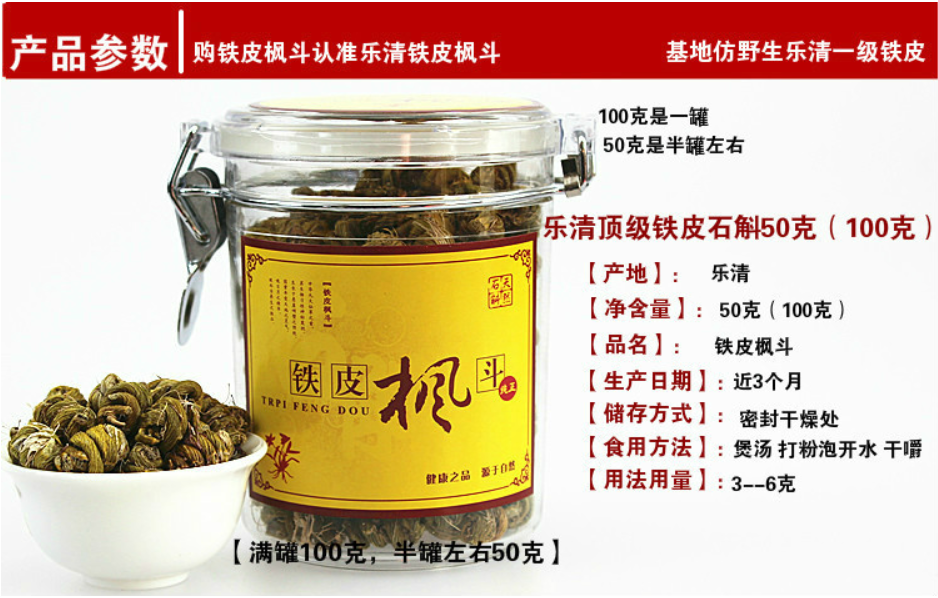 产品参数
购铁皮枫斗认准乐清铁皮枫斗
基地仿野生乐清一级铁皮
100克是一罐
50克是半罐左右
乐清顶级铁皮石斛50克（100克）
【产地】： 乐清
【净含量】： 50克（100克）
【品名】： 铁皮枫斗
【生产日期】：近3个月
【储存方式】： 密封干燥处
【食用方法】：煲汤 打粉泡开水 干嚼
【用法用量】：3--6克
天然石斛
【铁皮枫斗】
铁皮枫斗
纯正
TRPI FENG DOU
健康之品 源于自然
【满罐100克，半罐左右50克】